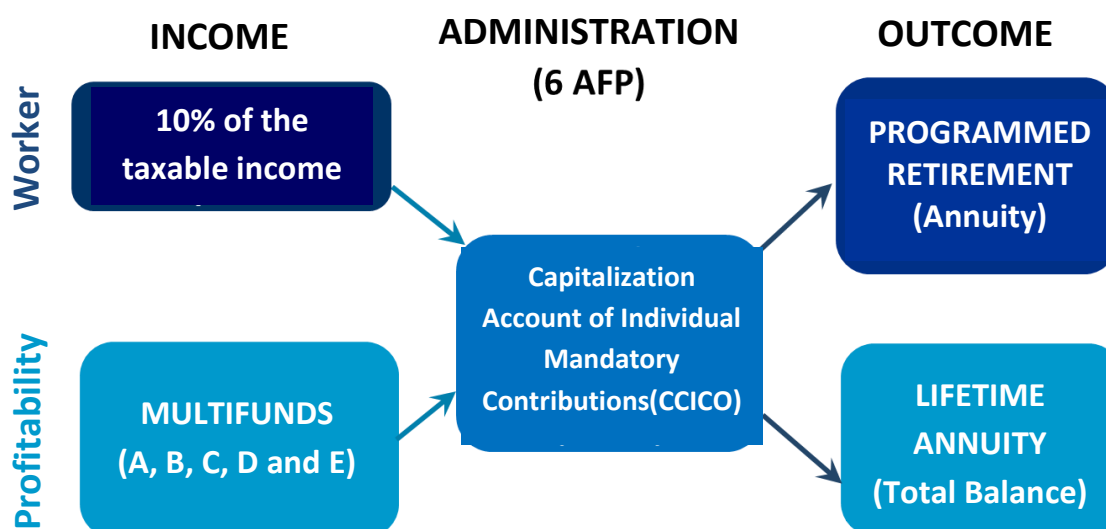 INCOME
ADMINISTRATION
(6 AFP)
OUTCOME
Worker
10% of the
taxable income
PROGRAMMED
RETIREMENT
(Annuity)
Capitalization
Account of Individual
Mandatory
Contributions(CCICO)
Profitability
MULTIFUNDS
(A, B, C, D and E)
LIFETIME
ANNUITY
(Total Balance)